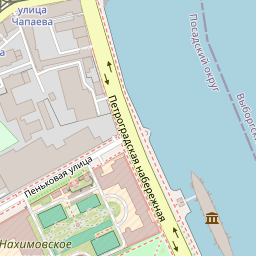 улица
Чапаева
Посадский округ
Выборгс
Петроградская набережная
Пеньковая улица
Нахимовское